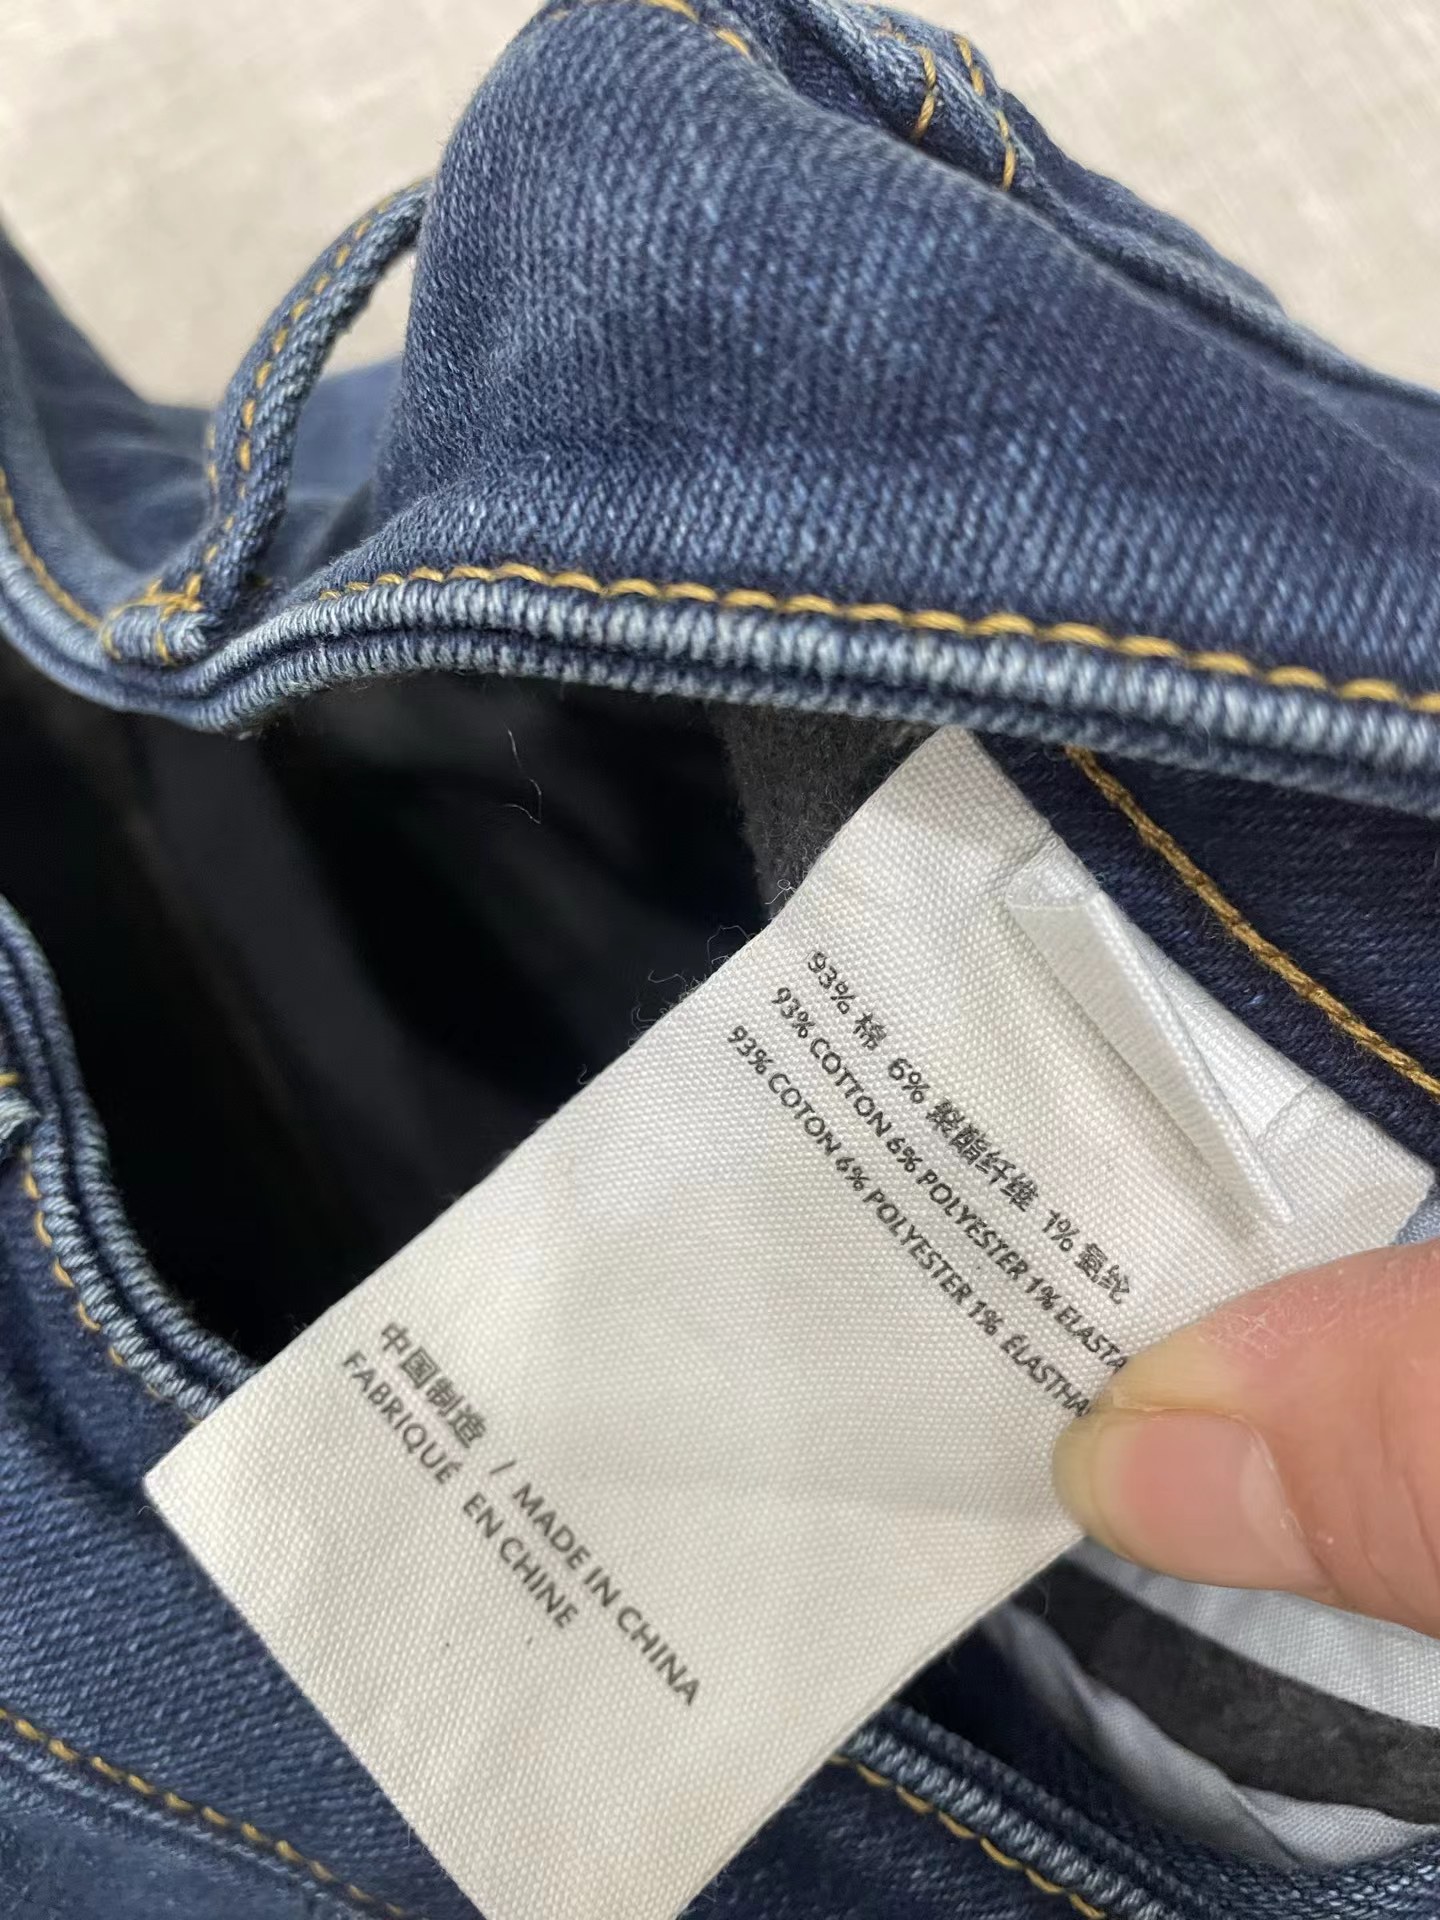 93% 棉 6% 聚酯纤维 1% 氨纶
93% COTTON 6% POLYESTER 1%
93% COTON 6% POLYESTER 1%
中国制造 / MADE IN CHINA
FABRIQUÉ EN CHINE